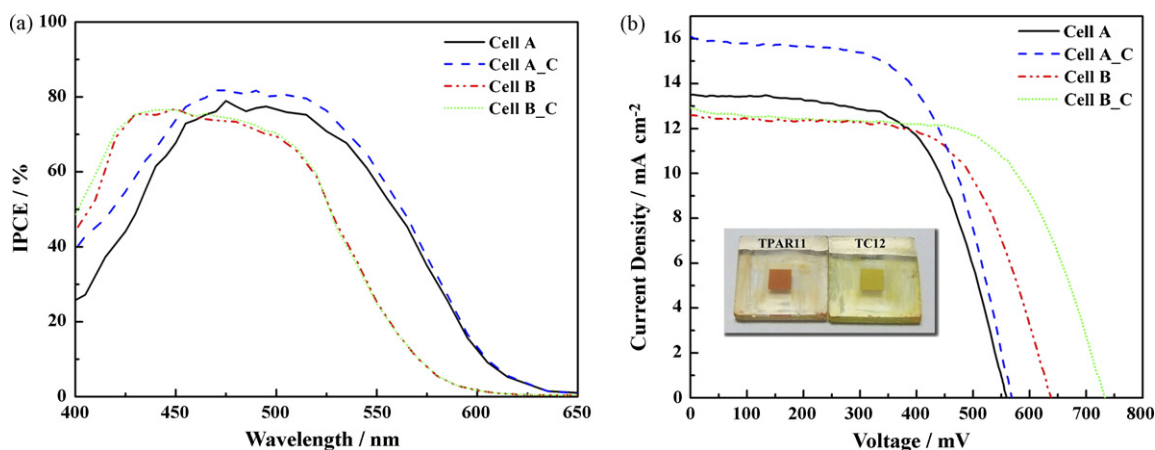 (a)
100
80
60
40
20
0
IPCE / %
Cell A
Cell A_C
Cell B
Cell B_C
400 450 500 550 600 650
Wavelength / nm
(b)
18
16
14
12
10
8
6
4
2
0
Current Density / mA cm-2
Cell A
Cell A_C
Cell B
Cell B_C
TPAR11 TC12
0 100 200 300 400 500 600 700 800
Voltage / mV